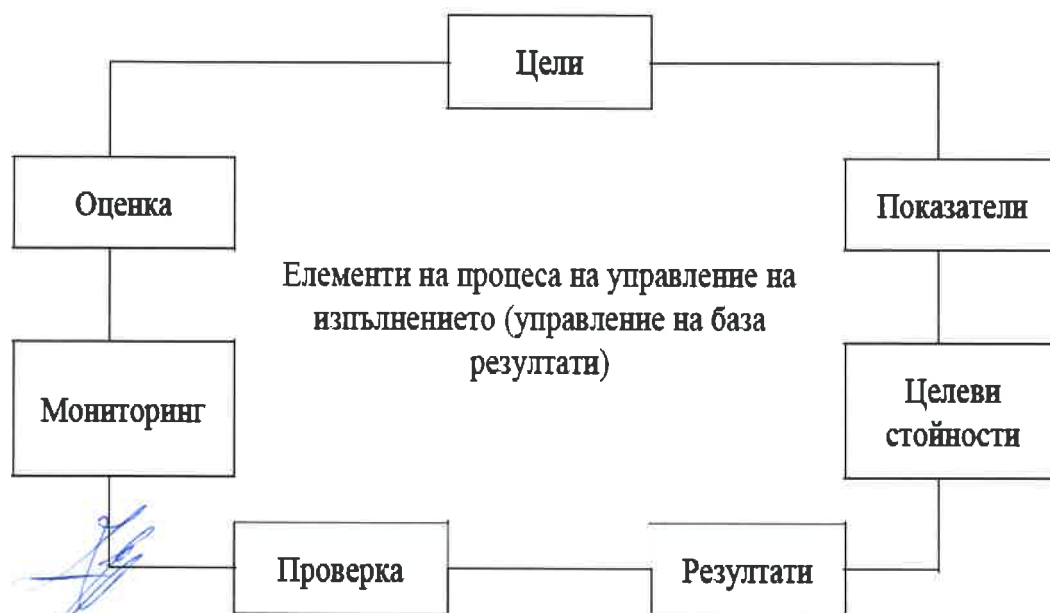 Цели
Оценка
Показатели
Елементи на процеса на управление на
изпълнението (управление на база
резултати)
Мониторинг
Целеви
стойности
Проверка
Резултати